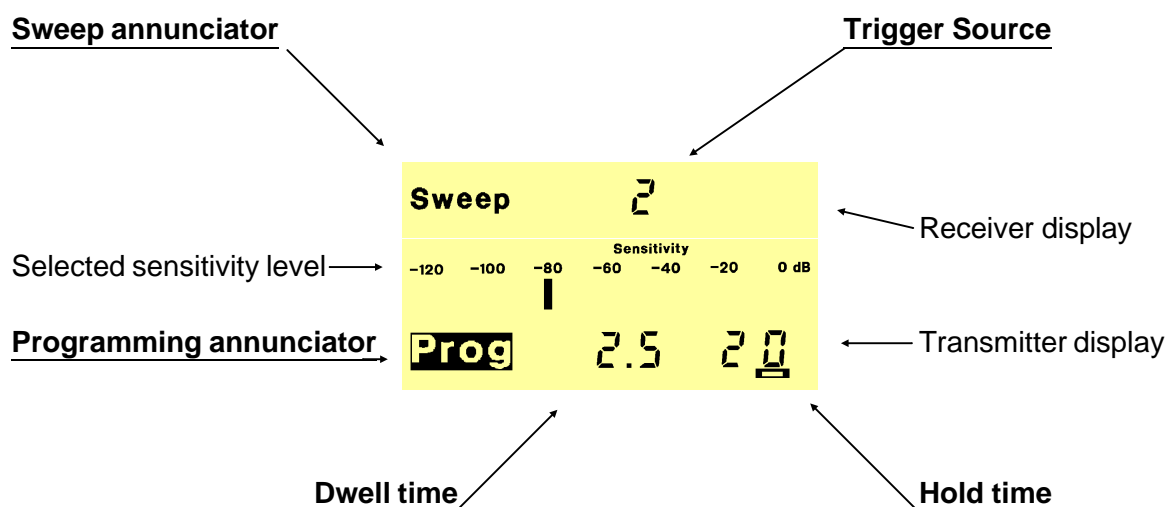 Sweep annunciator Trigger Source
Sweep 2
Receiver display
Sensitivity
Selected sensitivity level -120 -100 -80 -60 -40 -20 0 dB
Programming annunciator Prog 2.5 20 Transmitter display
Dwell time Hold time